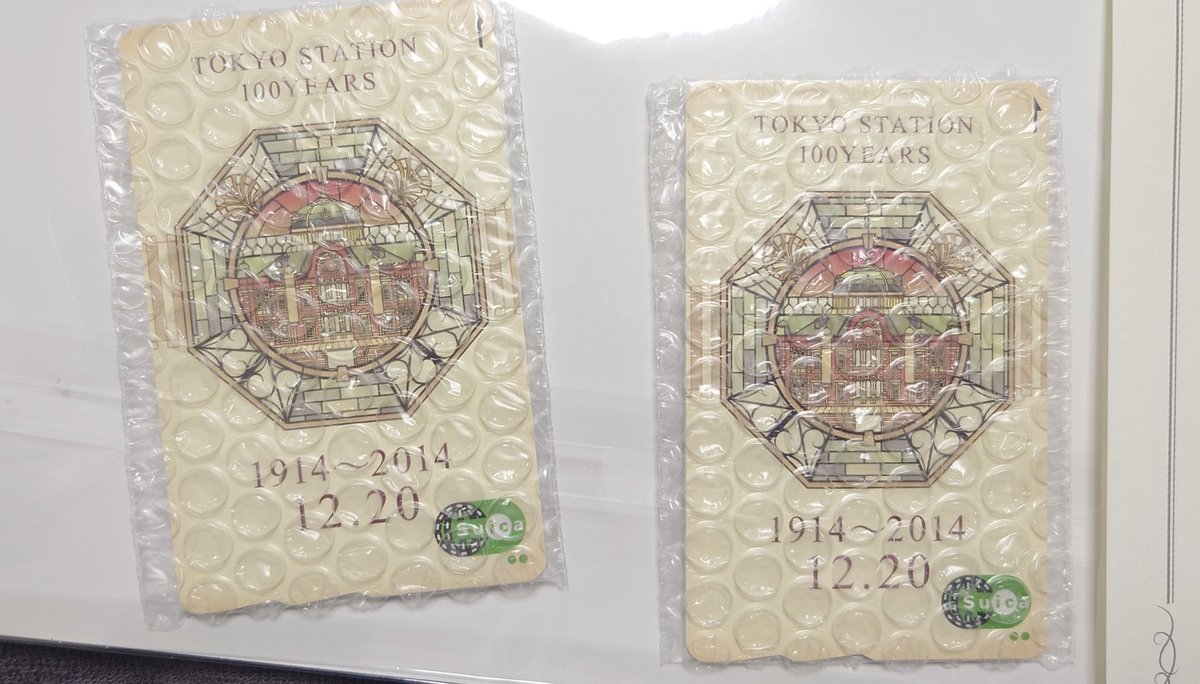 TOKYO STATION
100YEARS
1914～2014
12.20
Suica
TOKYO STATION
100YEARS
1914～2014
12.20
Suica